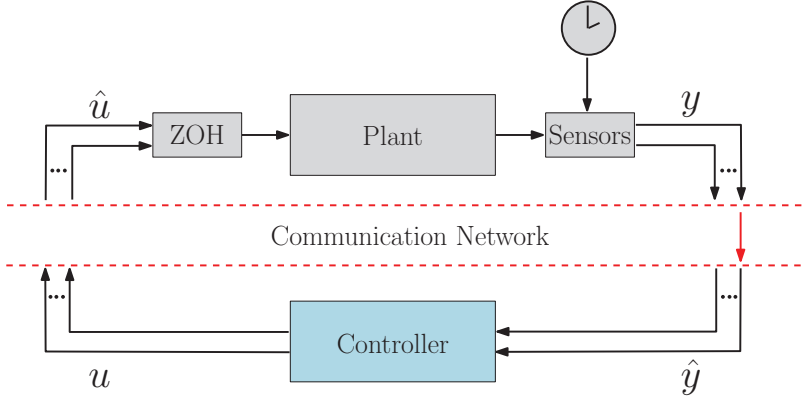 û
y
ZOH
Plant
Sensors
...
...
Communication Network
...
...
Controller
u
ŷ